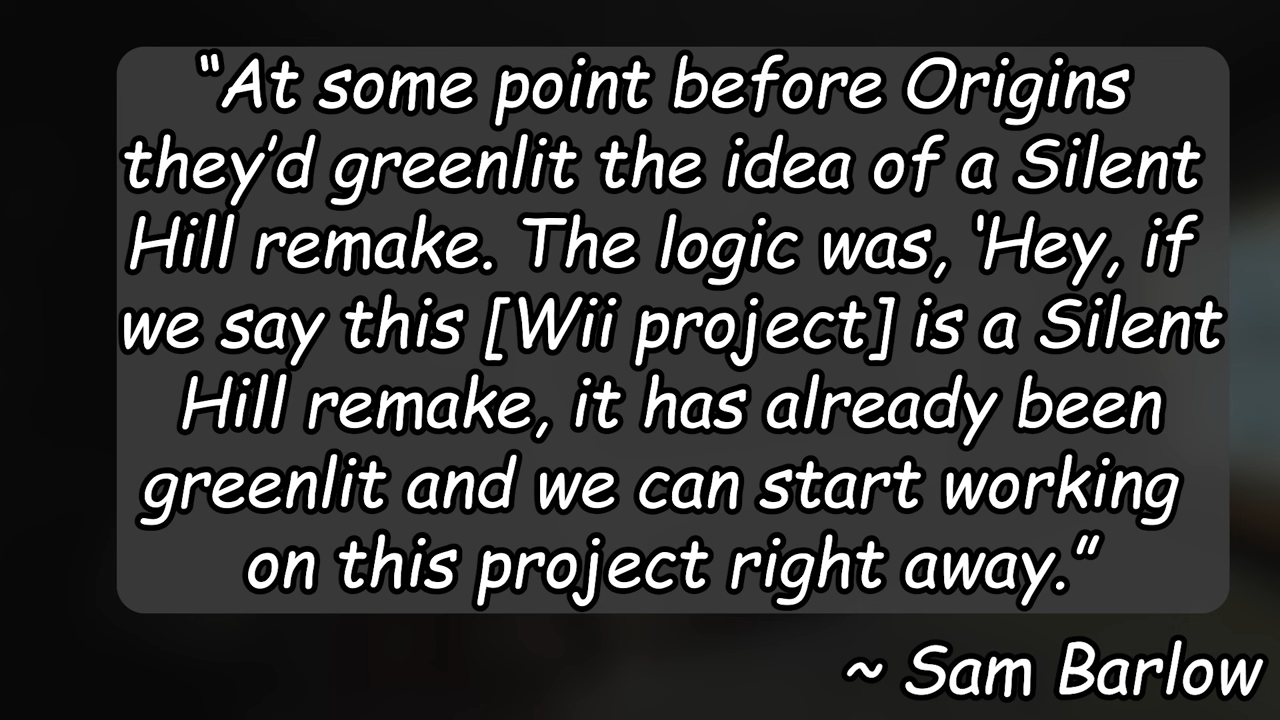 “At some point before Origins
they’d greenlit the idea of a Silent
Hill remake. The logic was, ‘Hey, if
we say this [Wii project] is a Silent
Hill remake, it has already been
greenlit and we can start working
on this project right away.”
~ Sam Barlow